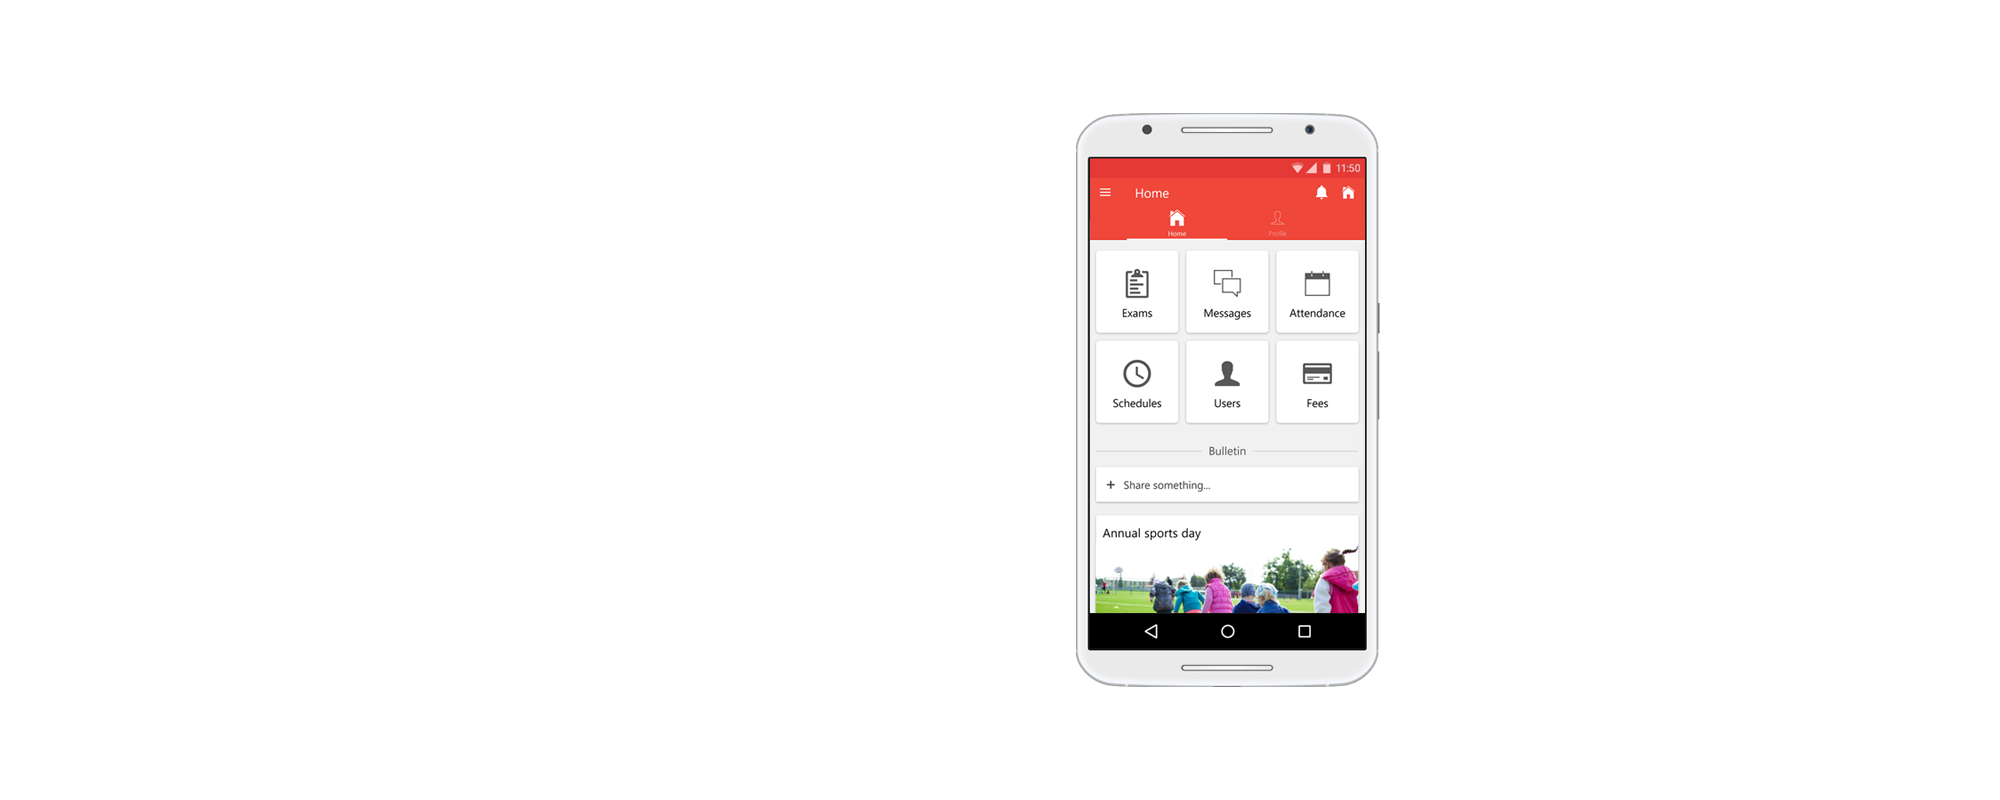 11:50
Home
Home Profile
Exams Messages Attendance
Schedules Users Fees
Bulletin
+ Share something...
Annual sports day